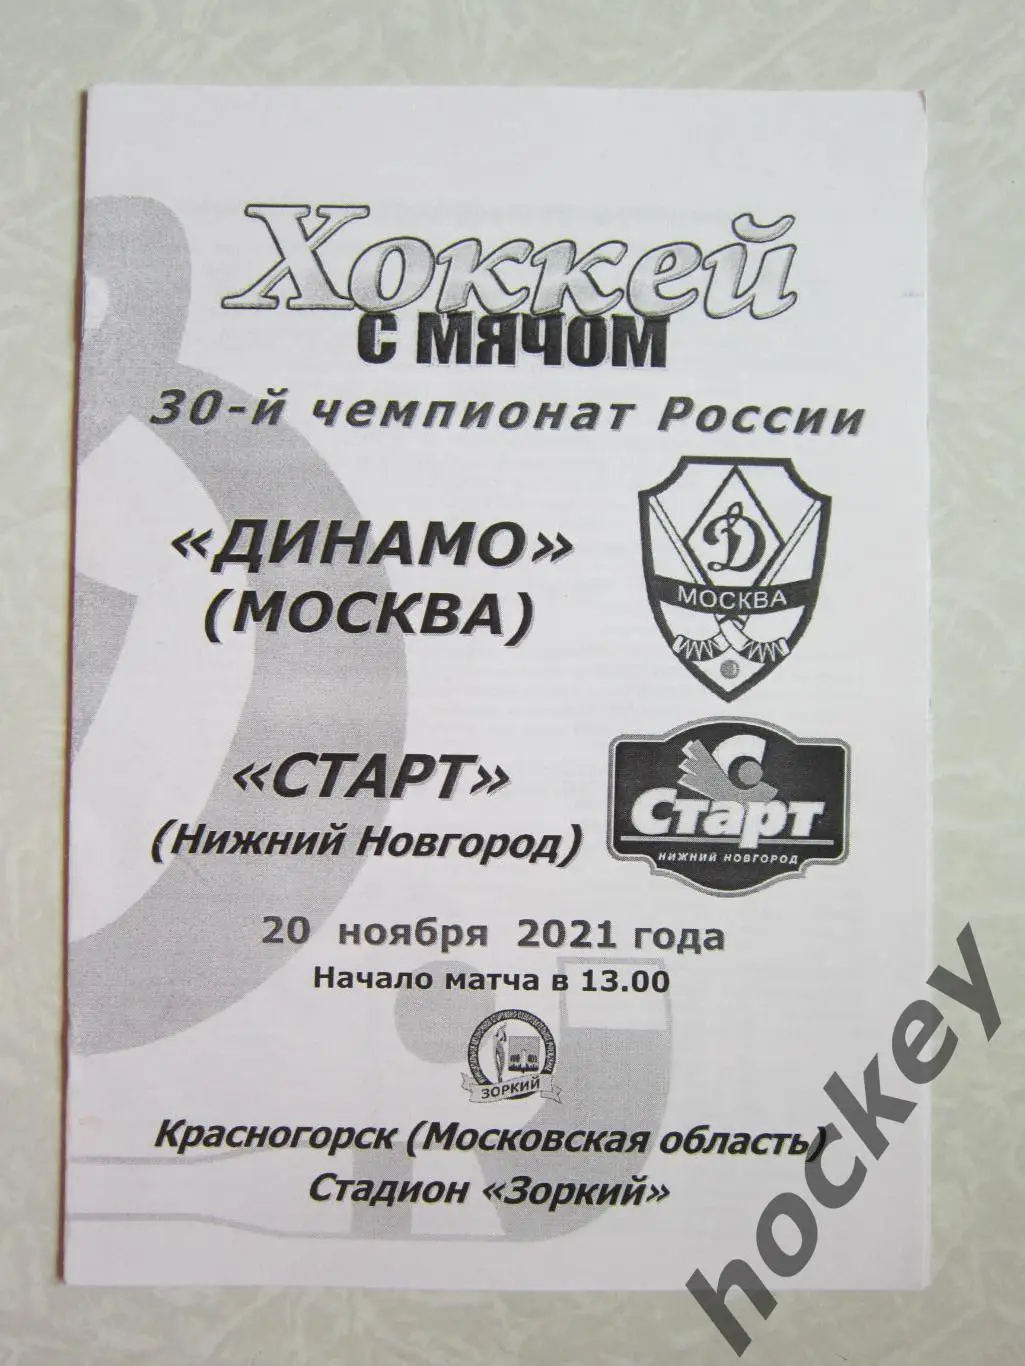 Хоккей
с мячом
30-й чемпионат России
«ДИНАМО»
(МОСКВА)
Д
МОСКВА
«СТАРТ»
(Нижний Новгород)
Старт
НИЖНИЙ НОВГОРОД
20 ноября 2021 года
Начало матча в 13.00
ЗОРКИЙ
Красногорск (Московская область)
Стадион «Зоркий»
hockey